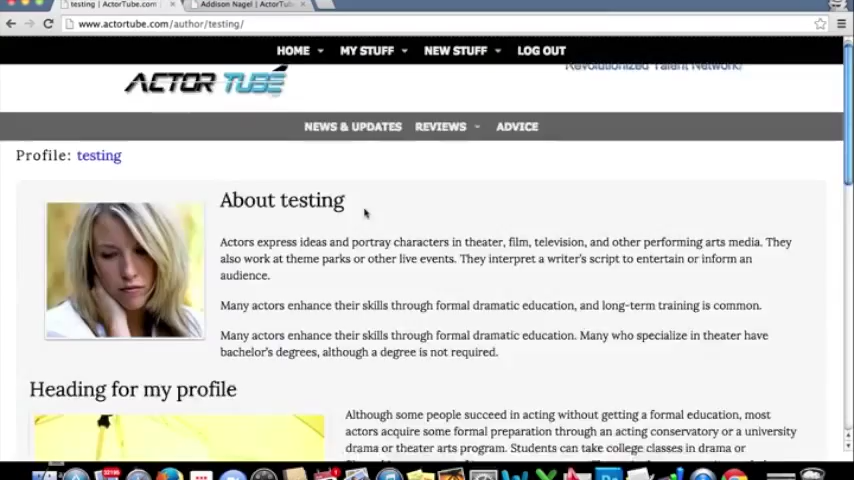 testing | ActorTube.com
Addison Nagel | ActorTub
www.actortube.com/author/testing/
HOME MY STUFF NEW STUFF LOG OUT
ACTOR TUBE
Revolutionized Talent Network!
NEWS & UPDATES REVIEWS ADVICE
Profile: testing
About testing
Actors express ideas and portray characters in theater, film, television, and other performing arts media. They
also work at theme parks or other live events. They interpret a writer's script to entertain or inform an
audience.
Many actors enhance their skills through formal dramatic education, and long-term training is common.
Many actors enhance their skills through formal dramatic education. Many who specialize in theater have
bachelor's degrees, although a degree is not required.
Heading for my profile
Although some people succeed in acting without getting a formal education, most
actors acquire some formal preparation through an acting conservatory or a university
drama or theater arts program. Students can take college classes in drama or